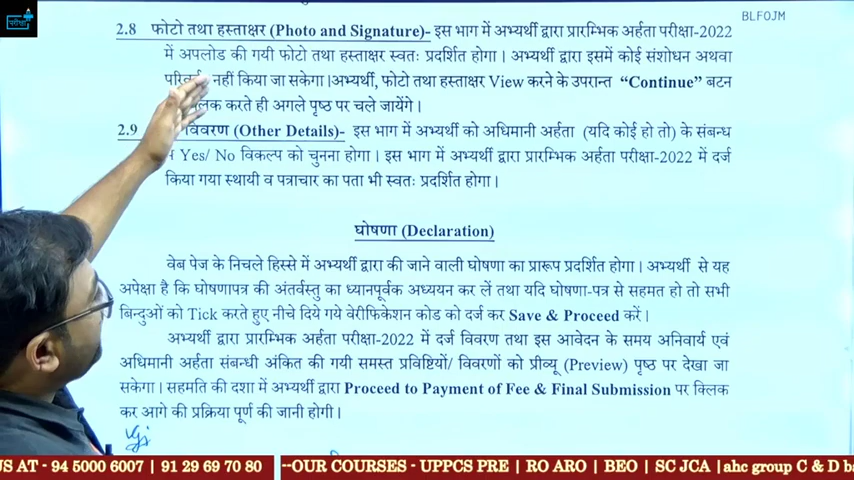 BLFOJM
परीक्षा
2.8 फोटो तथा हस्ताक्षर (Photo and Signature)- इस भाग में अभ्यर्थी द्वारा प्रारम्भिक अर्हता परीक्षा-2022
में अपलोड की गयी फोटो तथा हस्ताक्षर स्वतः प्रदर्शित होगा। अभ्यर्थी द्वारा इसमें कोई संशोधन अथवा
नहीं किया जा सकेगा।अभ्यर्थी, फोटो तथा हस्ताक्षर View करने के उपरान्त “Continue” बटन
करते ही अगले पृष्ठ पर चले जायेंगे।
2.9 विवरण (Other Details)- इस भाग में अभ्यर्थी को अधिमानी अर्हता (यदि कोई हो तो) के संबन्ध
Yes/ No विकल्प को चुनना होगा। इस भाग में अभ्यर्थी द्वारा प्रारम्भिक अर्हता परीक्षा-2022 में दर्ज
किया गया स्थायी व पत्राचार का पता भी स्वतः प्रदर्शित होगा।
घोषणा (Declaration)
वेब पेज के निचले हिस्से में अभ्यर्थी द्वारा की जाने वाली घोषणा का प्रारूप प्रदर्शित होगा। अभ्यर्थी से यह
अपेक्षा है कि घोषणापत्र की अंतर्वस्तु का ध्यानपूर्वक अध्ययन कर लें तथा यदि घोषणा-पत्र से सहमत हो तो सभी
बिन्दुओं को Tick करते हुए नीचे दिये गये वेरीफिकेशन कोड को दर्ज कर Save & Proceed करें।
अभ्यर्थी द्वारा प्रारम्भिक अर्हता परीक्षा-2022 में दर्ज विवरण तथा इस आवेदन के समय अनिवार्य एवं
अधिमानी अर्हता संबन्धी अंकित की गयी समस्त प्रविष्टियों/ विवरणों को प्रीव्यू (Preview) पृष्ठ पर देखा जा
सकेगा। सहमति की दशा में अभ्यर्थी द्वारा Proceed to Payment of Fee & Final Submission पर क्लिक
कर आगे की प्रक्रिया पूर्ण की जानी होगी।
US AT - 94 5000 6007 | 91 29 69 70 80 --OUR COURSES - UPPCS PRE | RO ARO | BEO | SC JCA |ahc group C & D ba